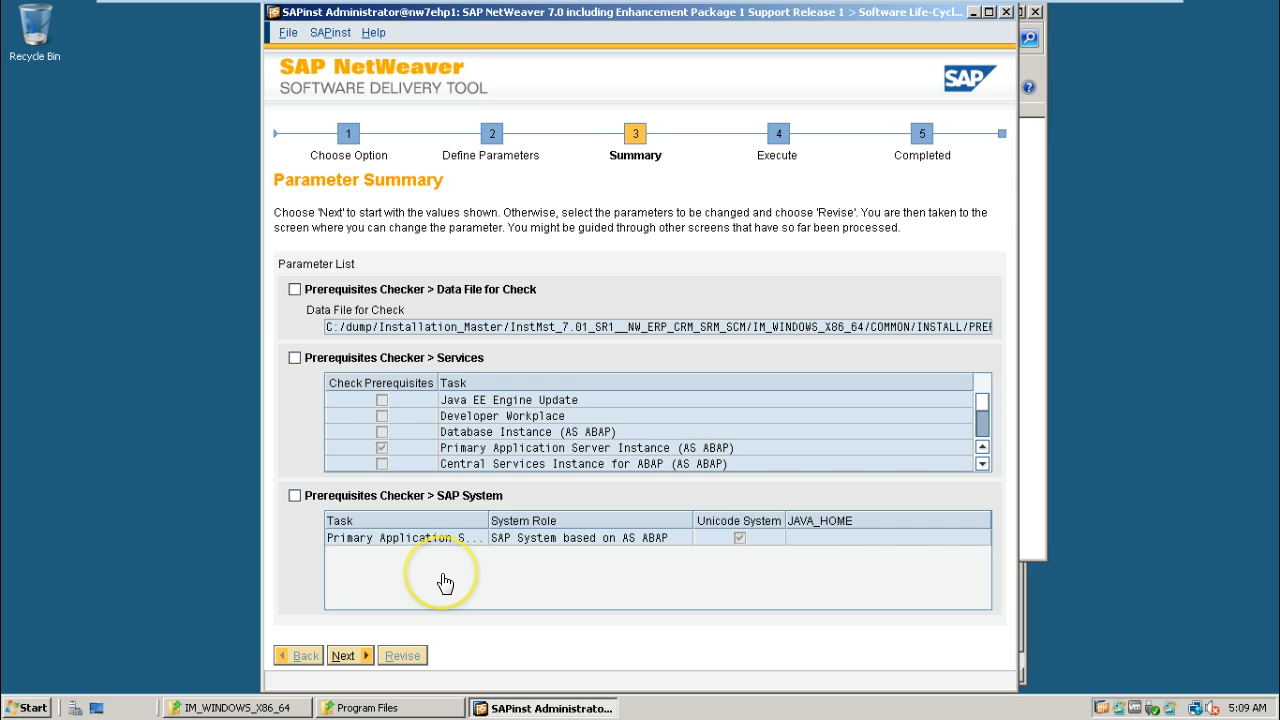 SAPinst Administrator@nw7ehp1: SAP NetWeaver 7.0 including Enhancement Package 1 Support Release 1 > Software Life-Cycl...
File SAPinst Help
Recycle Bin
SAP NetWeaver
SOFTWARE DELIVERY TOOL
SAP
1 2 3 4 5
Choose Option Define Parameters Summary Execute Completed
Parameter Summary
Choose 'Next' to start with the values shown. Otherwise, select the parameters to be changed and choose 'Revise'. You are then taken to the
screen where you can change the parameter. You might be guided through other screens that have so far been processed.
Parameter List
Prerequisites Checker > Data File for Check
Data File for Check
C:/dump/Installation_Master/InstMst_7.01_SR1__NW_ERP_CRM_SRM_SCM/IM_WINDOWS_X86_64/COMMON/INSTALL/PREF
Prerequisites Checker > Services
Check Prerequisites Task
Java EE Engine Update
Developer Workplace
Database Instance (AS ABAP)
Primary Application Server Instance (AS ABAP)
Central Services Instance for ABAP (AS ABAP)
Prerequisites Checker > SAP System
Task System Role Unicode System JAVA_HOME
Primary Application S... SAP System based on AS ABAP
Back Next Revise
Start IM_WINDOWS_X86_64 Program Files SAPinst Administrato... 5:09 AM